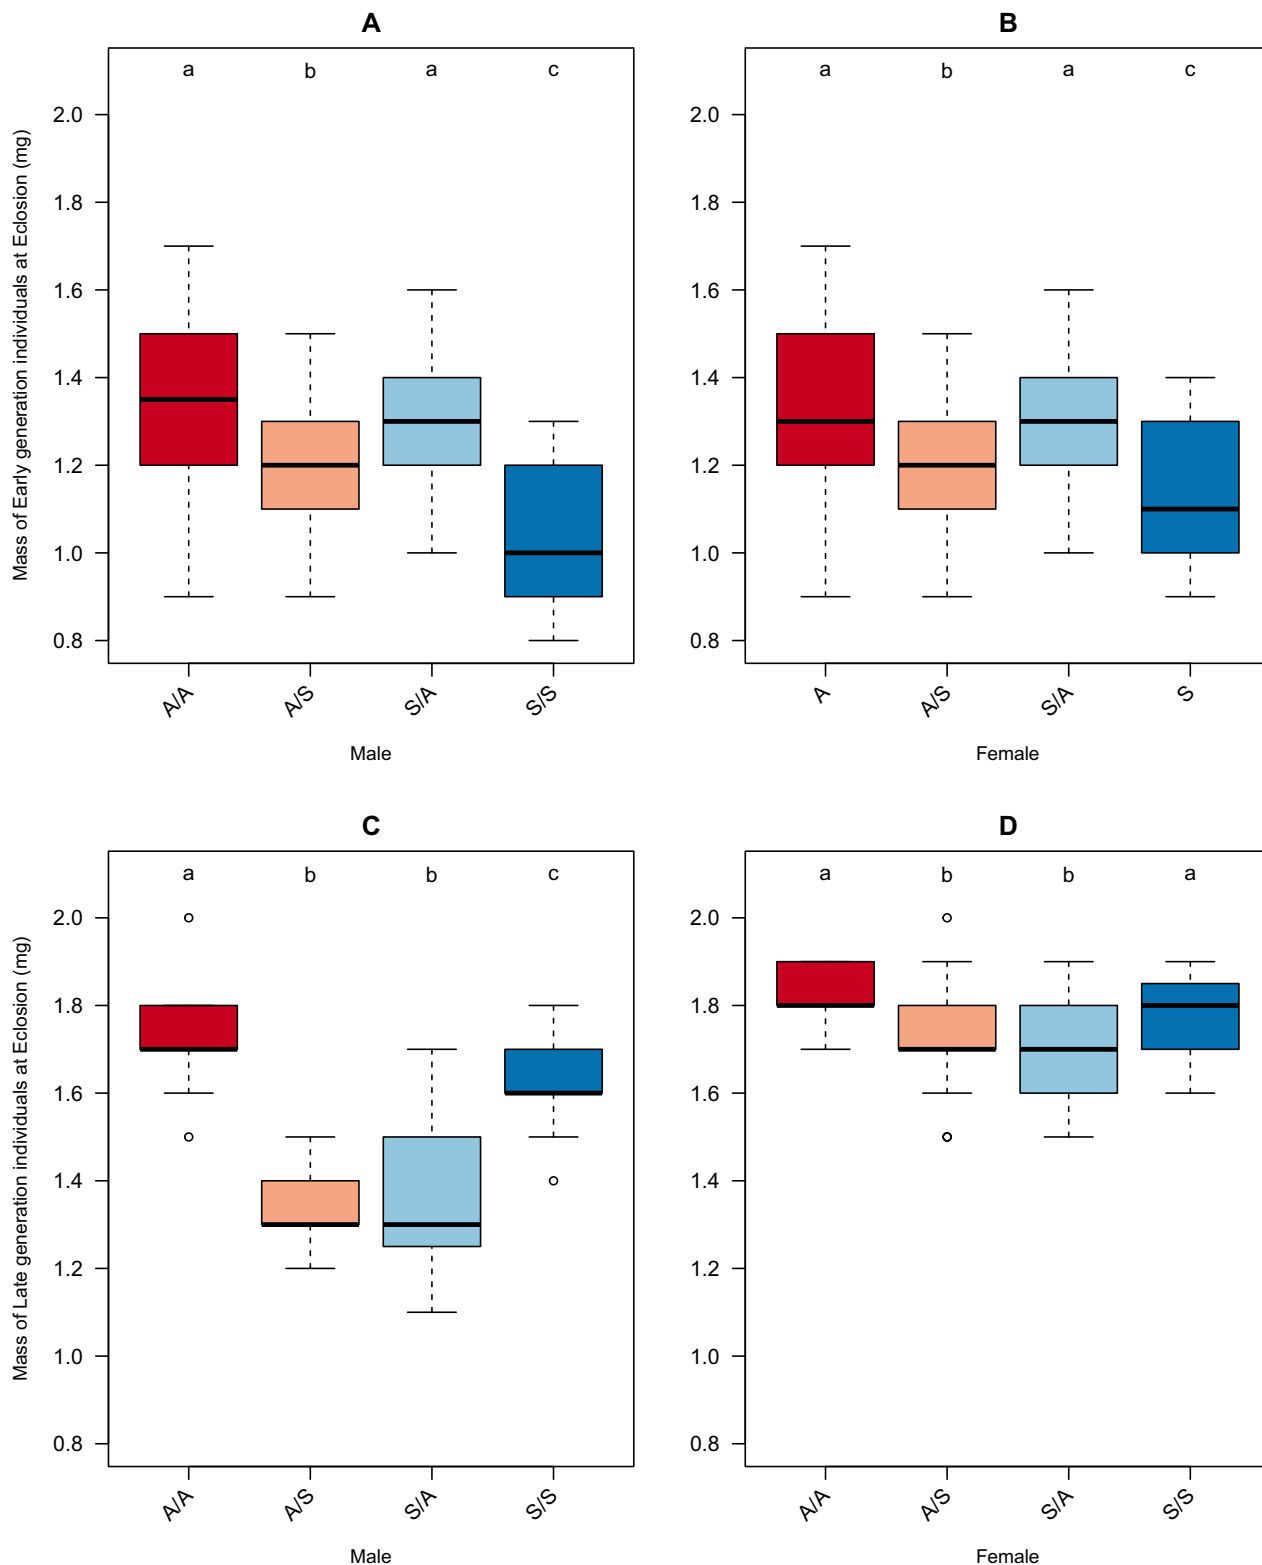 A
a b a c
Mass of Early generation individuals at Eclosion (mg)
2.0
1.8
1.6
1.4
1.2
1.0
0.8
A/A A/S S/A S/S
Male
B
a b a c
2.0
1.8
1.6
1.4
1.2
1.0
0.8
A A/S S/A S
Female
C
a b b c
Mass of Late generation individuals at Eclosion (mg)
2.0
1.8
1.6
1.4
1.2
1.0
0.8
A/A A/S S/A S/S
Male
D
a b b a
2.0
1.8
1.6
1.4
1.2
1.0
0.8
A/A A/S S/A S/S
Female